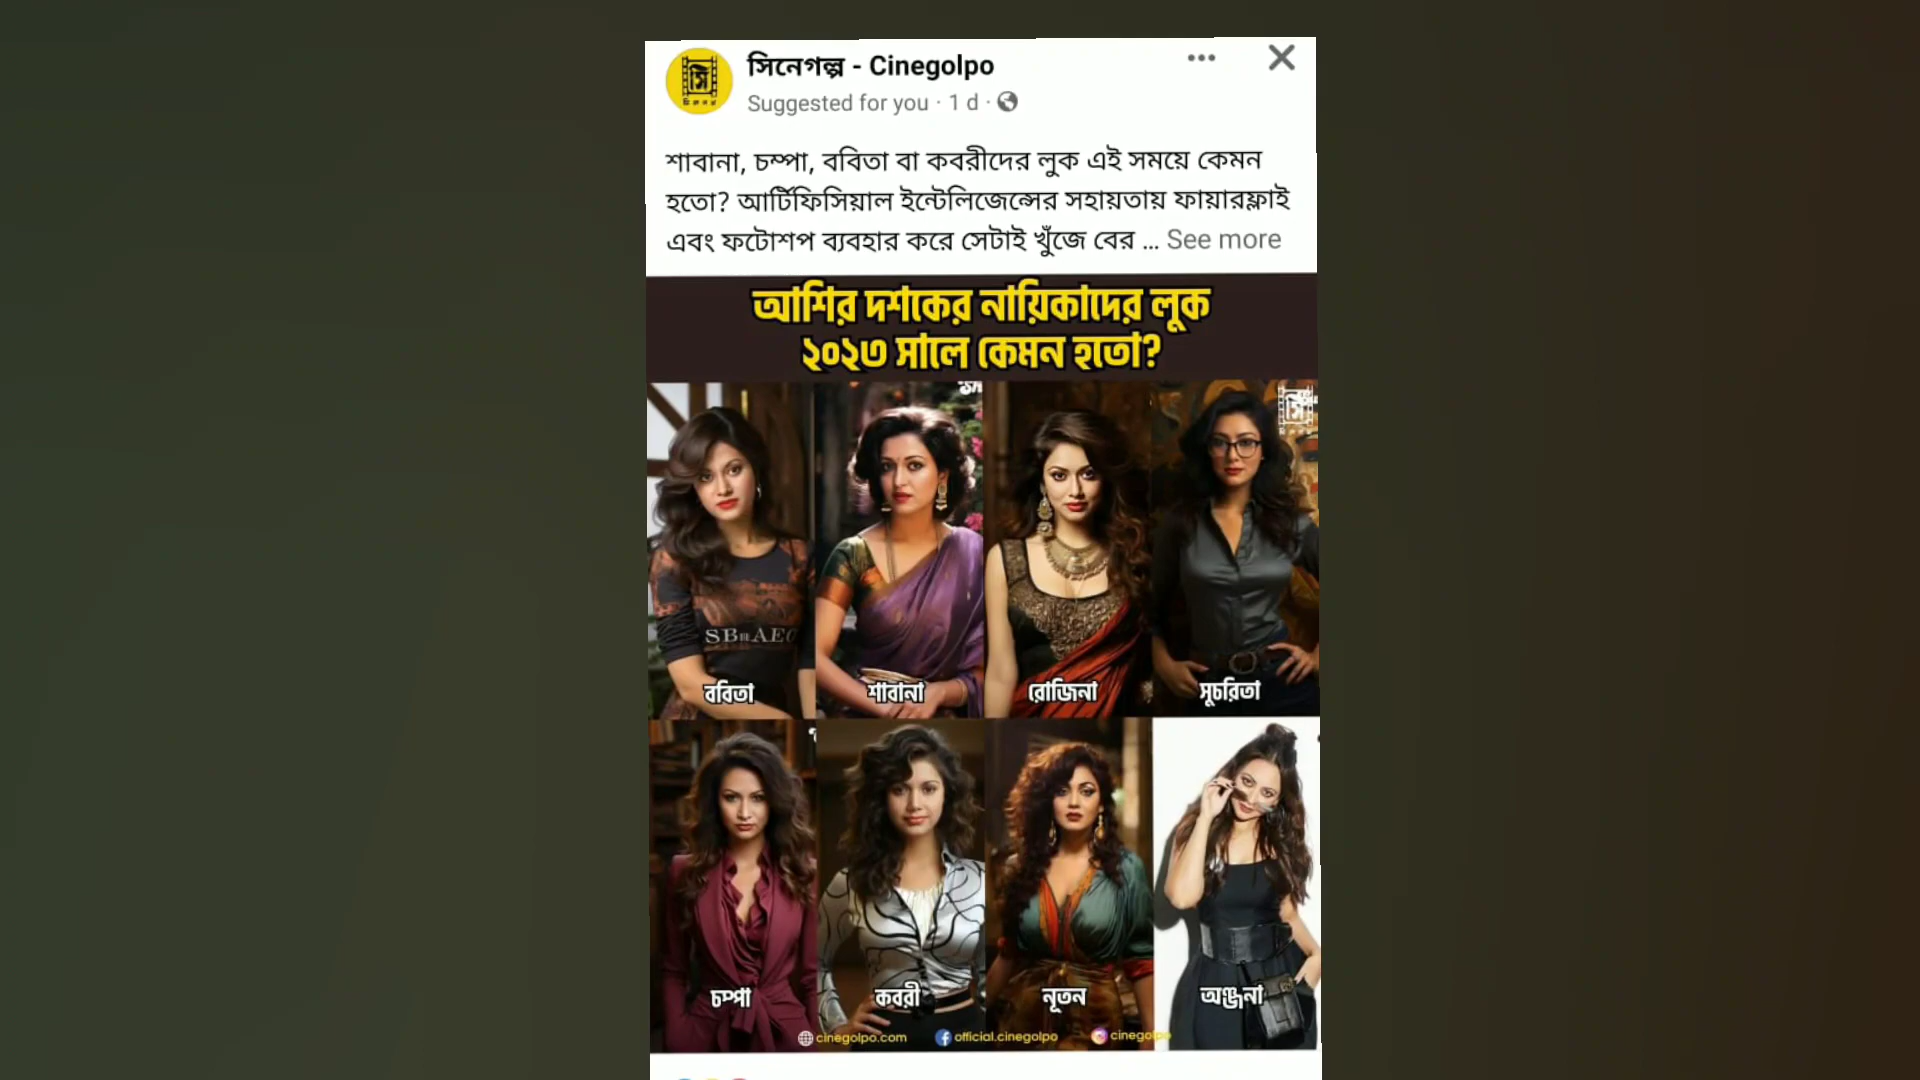 সিনেগল্প - Cinegolpo
Suggested for you · 1 d ·
শাবানা, চম্পা, ববিতা বা কবরীদের লুক এই সময়ে কেমন
হতো? আর্টিফিসিয়াল ইন্টেলিজেন্সের সহায়তায় ফায়ারফ্লাই
এবং ফটোশপ ব্যবহার করে সেটাই খুঁজে বের ... See more
আশির দশকের নায়িকাদের লুক
২০২৩ সালে কেমন হতো?
সি
ববিতা
শাবানা
রোজিনা
সুচরিতা
চম্পা
কবরী
নূতন
অঞ্জনা
cinegolpo.com
official.cinegolpo
cinegolpo